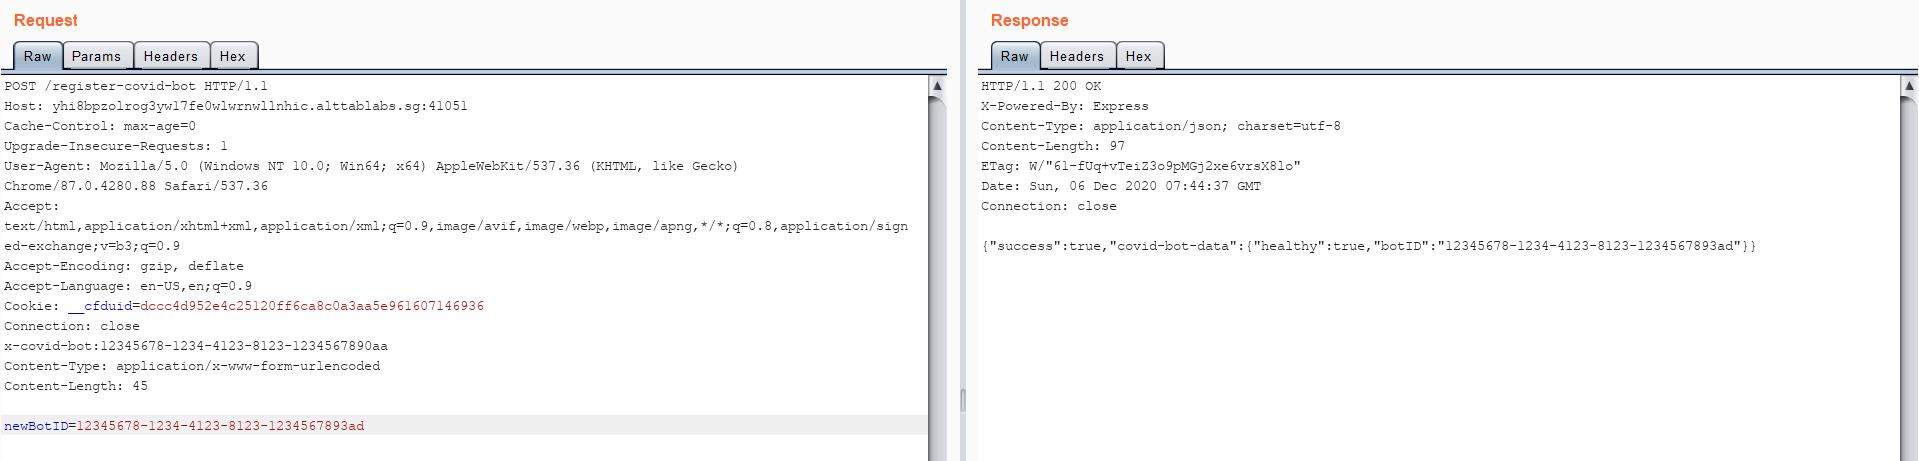 Request
Raw Params Headers Hex
POST /register-covid-bot HTTP/1.1
Host: yhi8bpzolrog3yw17fe0wlwrnwllnhic.alttablabs.sg:41051
Cache-Control: max-age=0
Upgrade-Insecure-Requests: 1
User-Agent: Mozilla/5.0 (Windows NT 10.0; Win64; x64) AppleWebKit/537.36 (KHTML, like Gecko)
Chrome/87.0.4280.88 Safari/537.36
Accept:
text/html,application/xhtml+xml,application/xml;q=0.9,image/avif,image/webp,image/apng,*/*;q=0.8,application/sign
ed-exchange;v=b3;q=0.9
Accept-Encoding: gzip, deflate
Accept-Language: en-US,en;q=0.9
Cookie: __cfduid=dccc4d952e4c25120ff6ca8c0a3aa5e961607146936
Connection: close
x-covid-bot:12345678-1234-4123-8123-1234567890aa
Content-Type: application/x-www-form-urlencoded
Content-Length: 45
newBotID=12345678-1234-4123-8123-1234567893ad
Response
Raw Headers Hex
HTTP/1.1 200 OK
X-Powered-By: Express
Content-Type: application/json; charset=utf-8
Content-Length: 97
ETag: W/"61-fUq+vTeiZ3o9pMGj2xe6vrsX8lo"
Date: Sun, 06 Dec 2020 07:44:37 GMT
Connection: close
{"success":true,"covid-bot-data":{"healthy":true,"botID":"12345678-1234-4123-8123-1234567893ad"}}